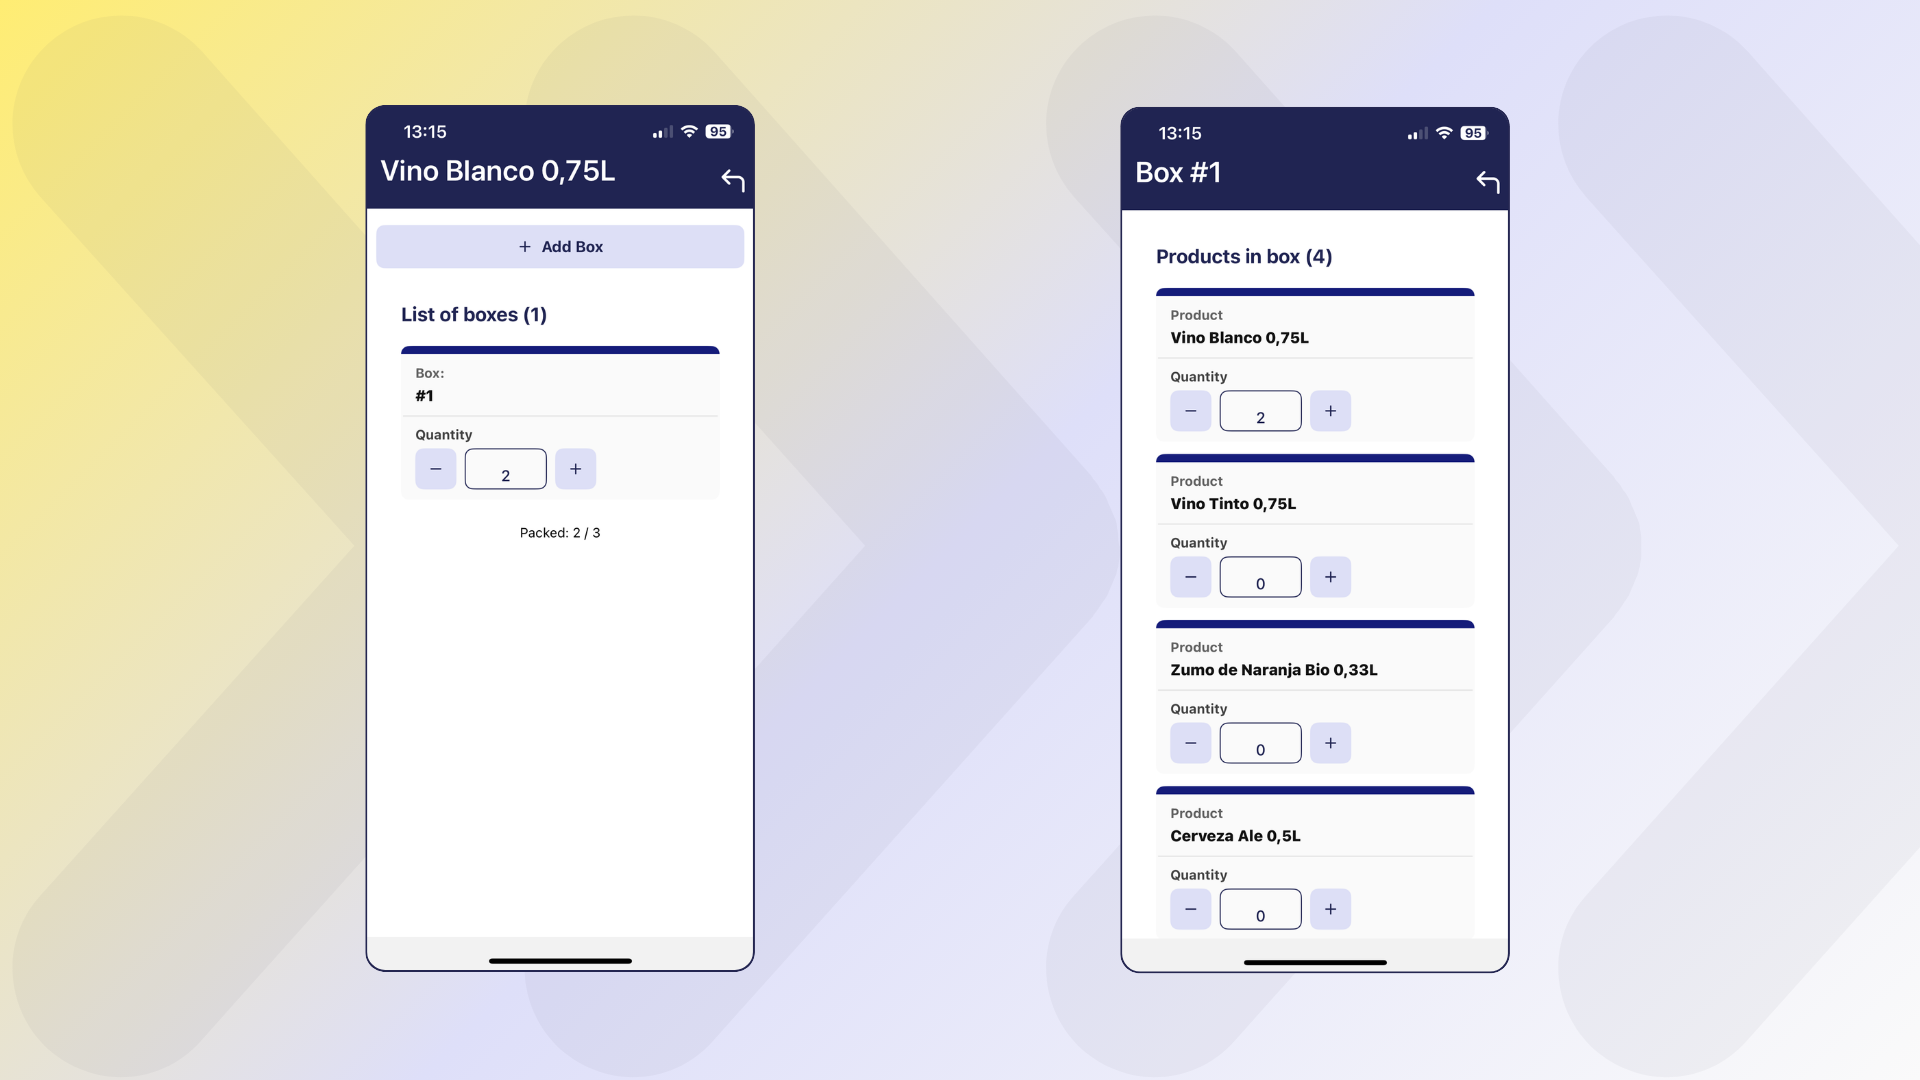 13:15
95
Vino Blanco 0,75L
+ Add Box
List of boxes (1)
Box:
#1
Quantity
− 2 +
Packed: 2 / 3
13:15
95
Box #1
Products in box (4)
Product
Vino Blanco 0,75L
Quantity
− 2 +
Product
Vino Tinto 0,75L
Quantity
− 0 +
Product
Zumo de Naranja Bio 0,33L
Quantity
− 0 +
Product
Cerveza Ale 0,5L
Quantity
− 0 +